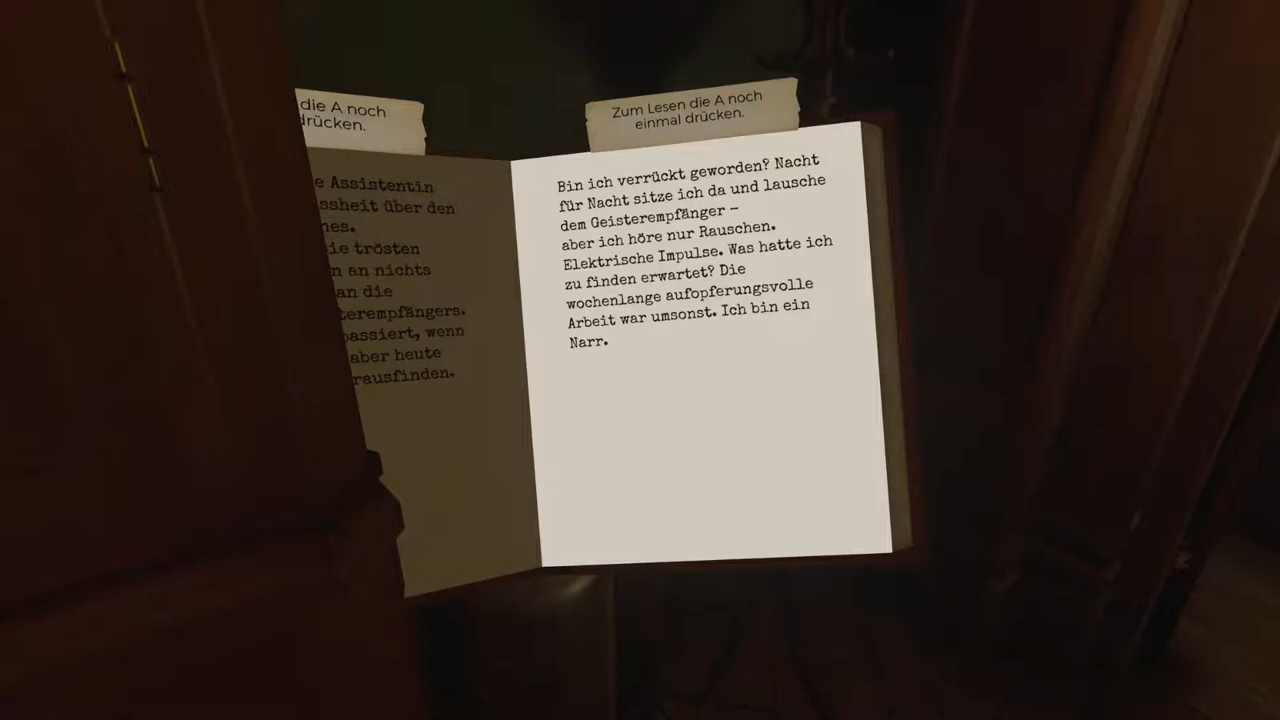 die A noch
drücken.
Zum Lesen die A noch
einmal drücken.
e Assistentin
ssheit über den
nes.
ie trösten
n an nichts
an die
terempfängers.
passiert, wenn
aber heute
rausfinden.
Bin ich verrückt geworden? Nacht
für Nacht sitze ich da und lausche
dem Geisterempfänger –
aber ich höre nur Rauschen.
Elektrische Impulse. Was hatte ich
zu finden erwartet? Die
wochenlange aufopferungsvolle
Arbeit war umsonst. Ich bin ein
Narr.